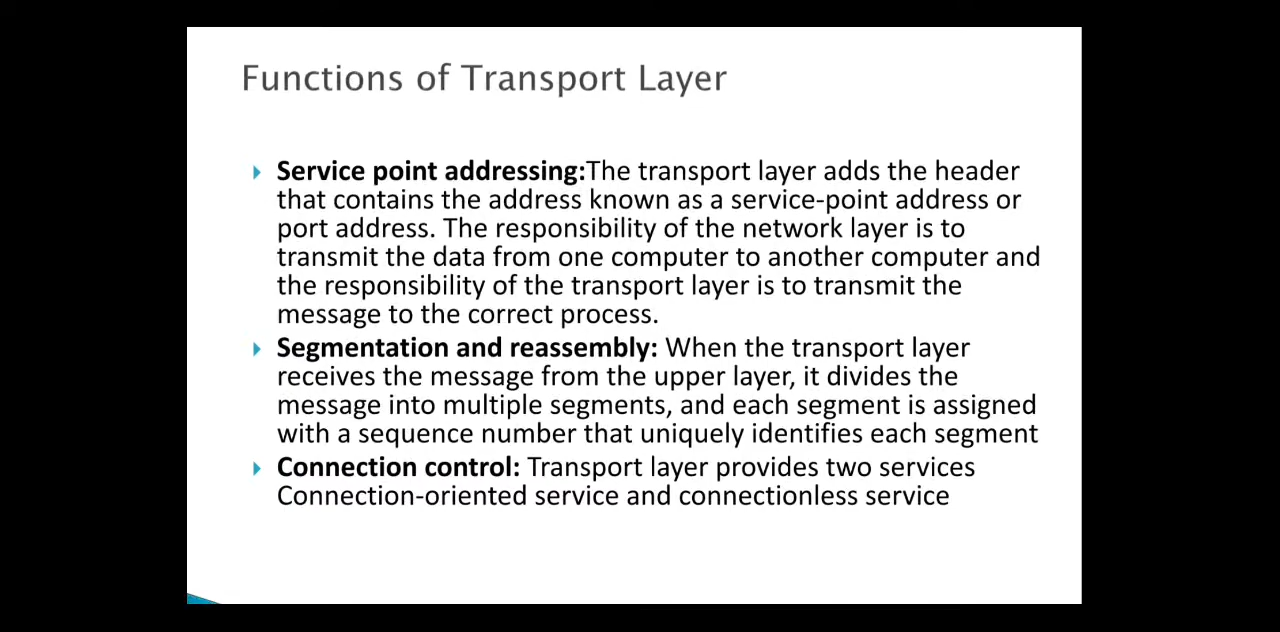 Functions of Transport Layer
Service point addressing:The transport layer adds the header
that contains the address known as a service-point address or
port address. The responsibility of the network layer is to
transmit the data from one computer to another computer and
the responsibility of the transport layer is to transmit the
message to the correct process.
Segmentation and reassembly: When the transport layer
receives the message from the upper layer, it divides the
message into multiple segments, and each segment is assigned
with a sequence number that uniquely identifies each segment
Connection control: Transport layer provides two services
Connection-oriented service and connectionless service